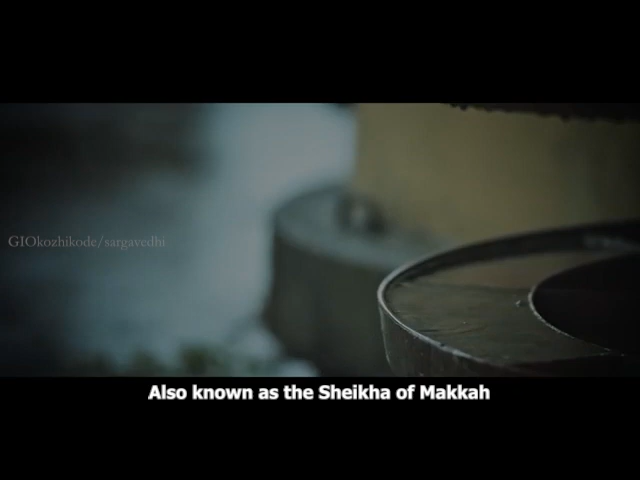 GIOkozhikode/sargavedhi
Also known as the Sheikha of Makkah